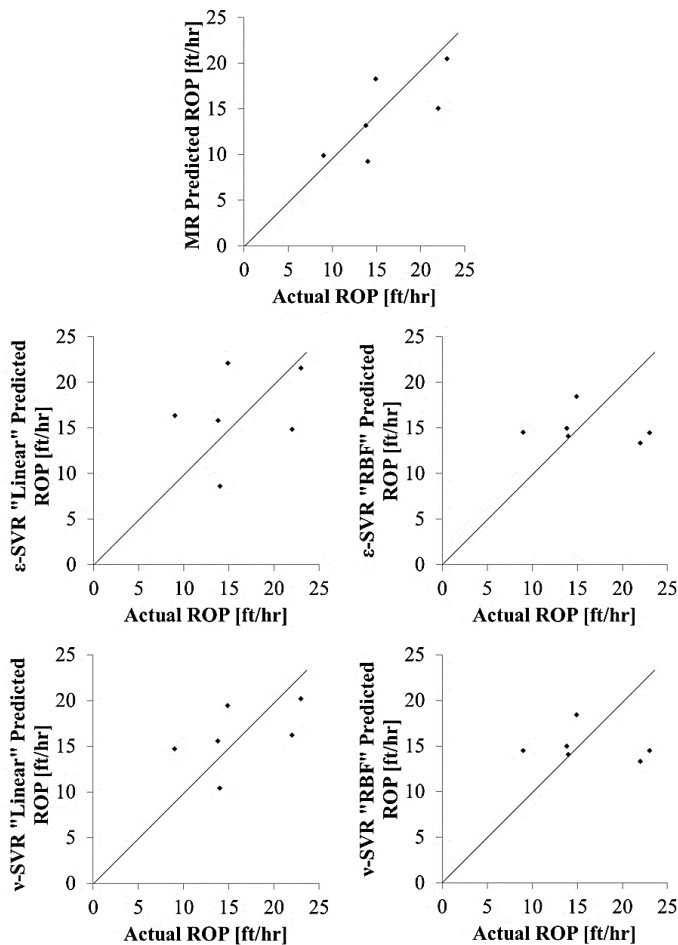 MR Predicted ROP [ft/hr]
25
20
15
10
5
0
0 5 10 15 20 25
Actual ROP [ft/hr]
ε-SVR "Linear" Predicted
ROP [ft/hr]
25
20
15
10
5
0
0 5 10 15 20 25
Actual ROP [ft/hr]
ε-SVR "RBF" Predicted
ROP [ft/hr]
25
20
15
10
5
0
0 5 10 15 20 25
Actual ROP [ft/hr]
ν-SVR "Linear" Predicted
ROP [ft/hr]
25
20
15
10
5
0
0 5 10 15 20 25
Actual ROP [ft/hr]
ν-SVR "RBF" Predicted
ROP [ft/hr]
25
20
15
10
5
0
0 5 10 15 20 25
Actual ROP [ft/hr]